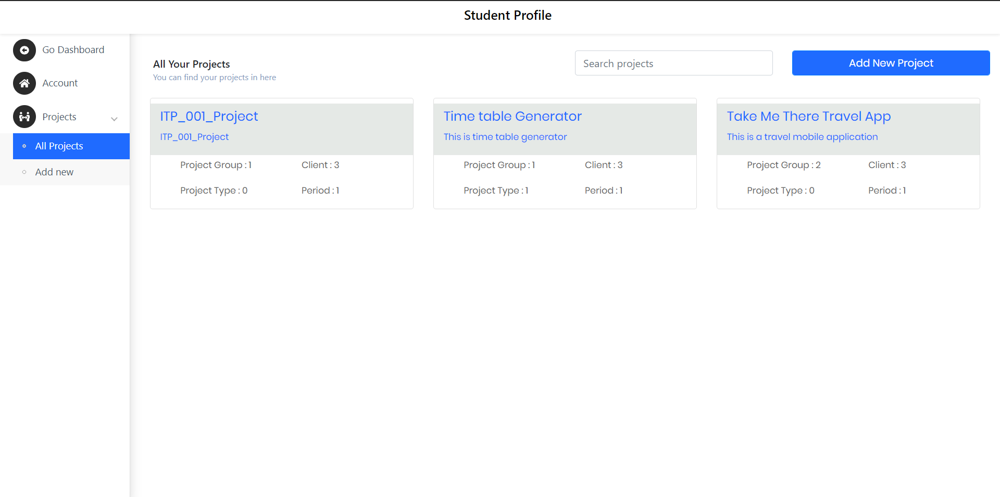 Student Profile
Go Dashboard
Account
Projects
All Projects
Add new
All Your Projects
You can find your projects in here
Search projects
Add New Project
ITP_001_Project
ITP_001_Project
Project Group : 1 Client : 3
Project Type : 0 Period : 1
Time table Generator
This is time table generator
Project Group : 1 Client : 3
Project Type : 1 Period : 1
Take Me There Travel App
This is a travel mobile application
Project Group : 2 Client : 3
Project Type : 0 Period : 1